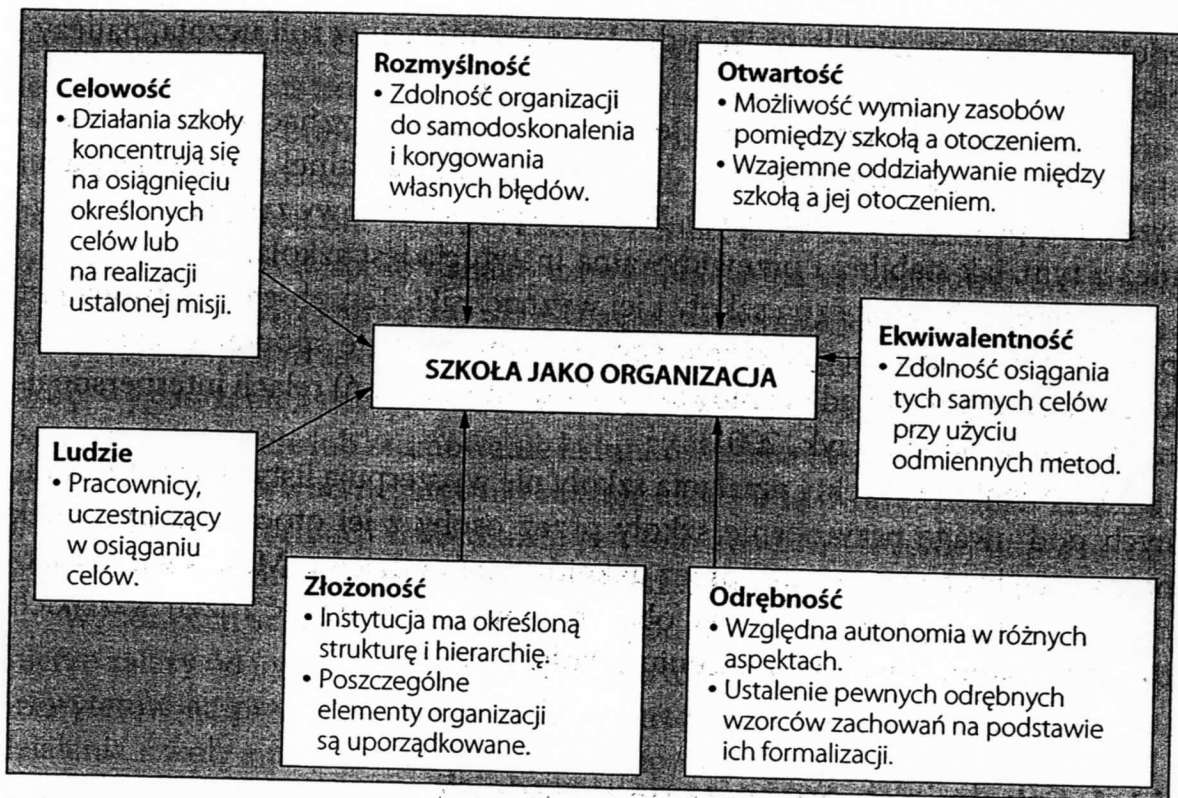 Celowość
• Działania szkoły
koncentrują się
na osiągnięciu
określonych
celów lub
na realizacji
ustalonej misji.
Rozmyślność
• Zdolność organizacji
do samodoskonalenia
i korygowania
własnych błędów.
Otwartość
• Możliwość wymiany zasobów
pomiędzy szkołą a otoczeniem.
• Wzajemne oddziaływanie między
szkołą a jej otoczeniem.
SZKOŁA JAKO ORGANIZACJA
Ekwiwalentność
• Zdolność osiągania
tych samych celów
przy użyciu
odmiennych metod.
Ludzie
• Pracownicy,
uczestniczący
w osiąganiu
celów.
Złożoność
• Instytucja ma określoną
strukturę i hierarchię.
• Poszczególne
elementy organizacji
są uporządkowane.
Odrębność
• Względna autonomia w różnych
aspektach.
• Ustalenie pewnych odrębnych
wzorców zachowań na podstawie
ich formalizacji.